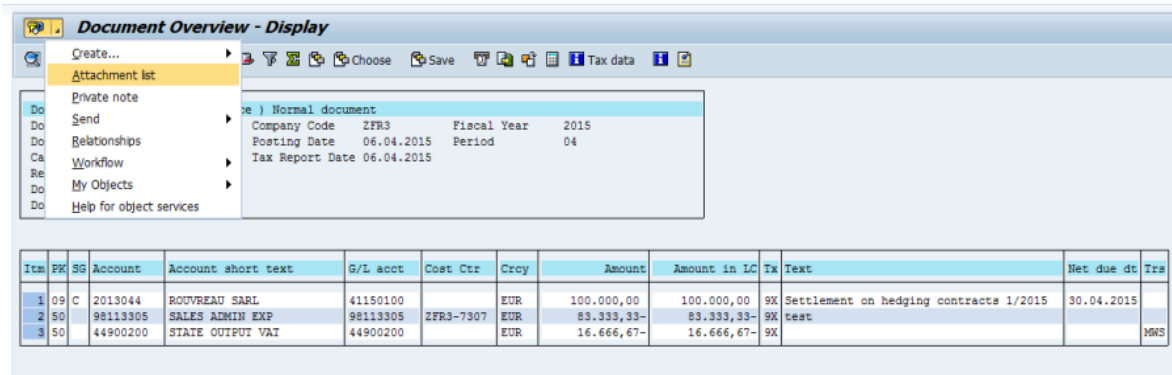 Document Overview - Display
Choose Save Tax data
Create...
Attachment list
Private note
Send
Relationships
Workflow
My Objects
Help for object services
Do ) Normal document
Do Company Code ZFR3 Fiscal Year 2015
Do Posting Date 06.04.2015 Period 04
Ca Tax Report Date 06.04.2015
Re
Do
Do
Itm PK SG Account Account short text G/L acct Cost Ctr Crcy Amount Amount in LC Tx Text Net due dt Trs
1 09 C 2013044 ROUVREAU SARL 41150100 EUR 100.000,00 100.000,00 9X Settlement on hedging contracts 1/2015 30.04.2015
2 50 98113305 SALES ADMIN EXP 98113305 ZFR3-7307 EUR 83.333,33- 83.333,33- 9X test
3 50 44900200 STATE OUTPUT VAT 44900200 EUR 16.666,67- 16.666,67- 9X MWS